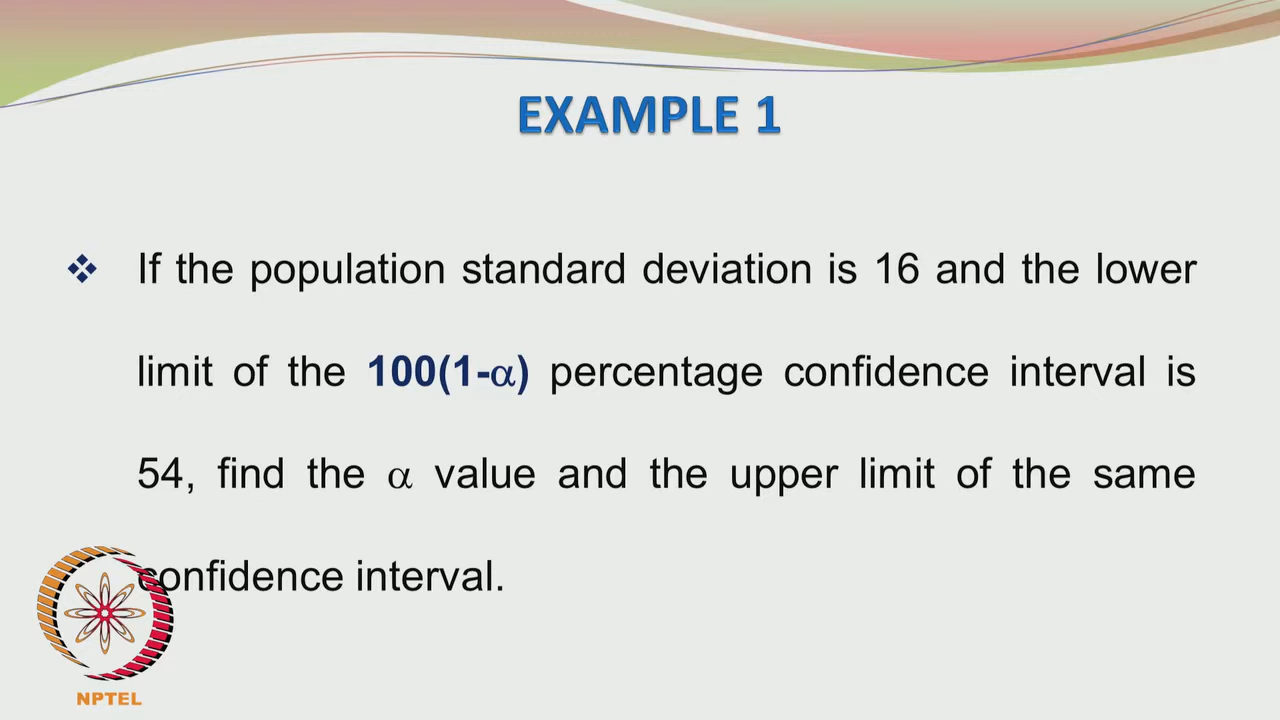 EXAMPLE 1
❖ If the population standard deviation is 16 and the lower
limit of the 100(1-α) percentage confidence interval is
54, find the α value and the upper limit of the same
confidence interval.
NPTEL